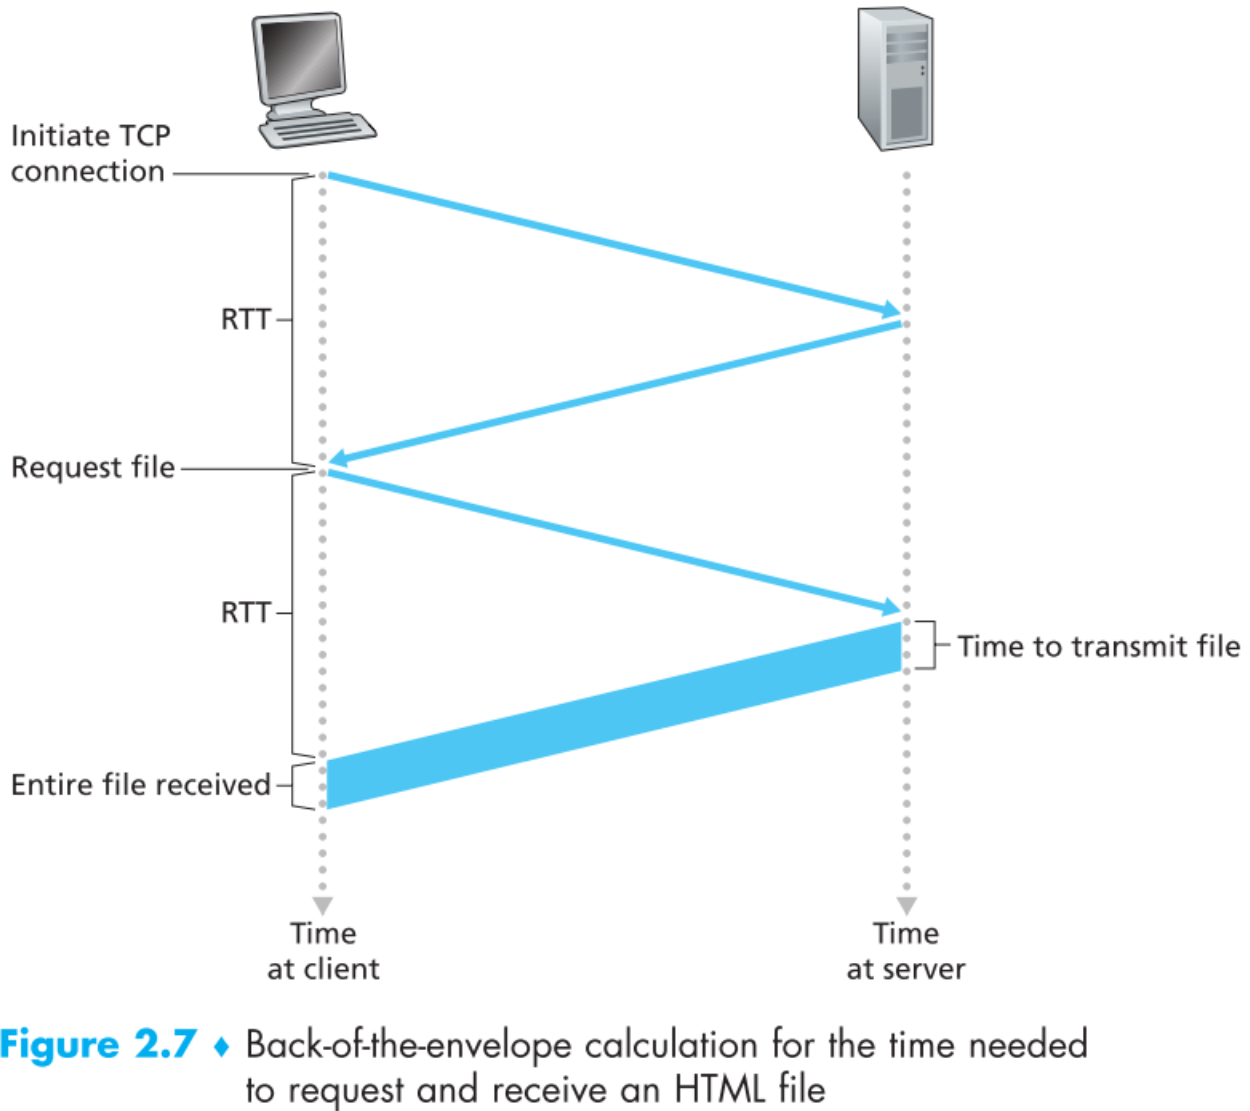 Initiate TCP
connection
RTT
Request file
RTT
Time to transmit file
Entire file received
Time
at client
Time
at server
Figure 2.7 ♦ Back-of-the-envelope calculation for the time needed
to request and receive an HTML file